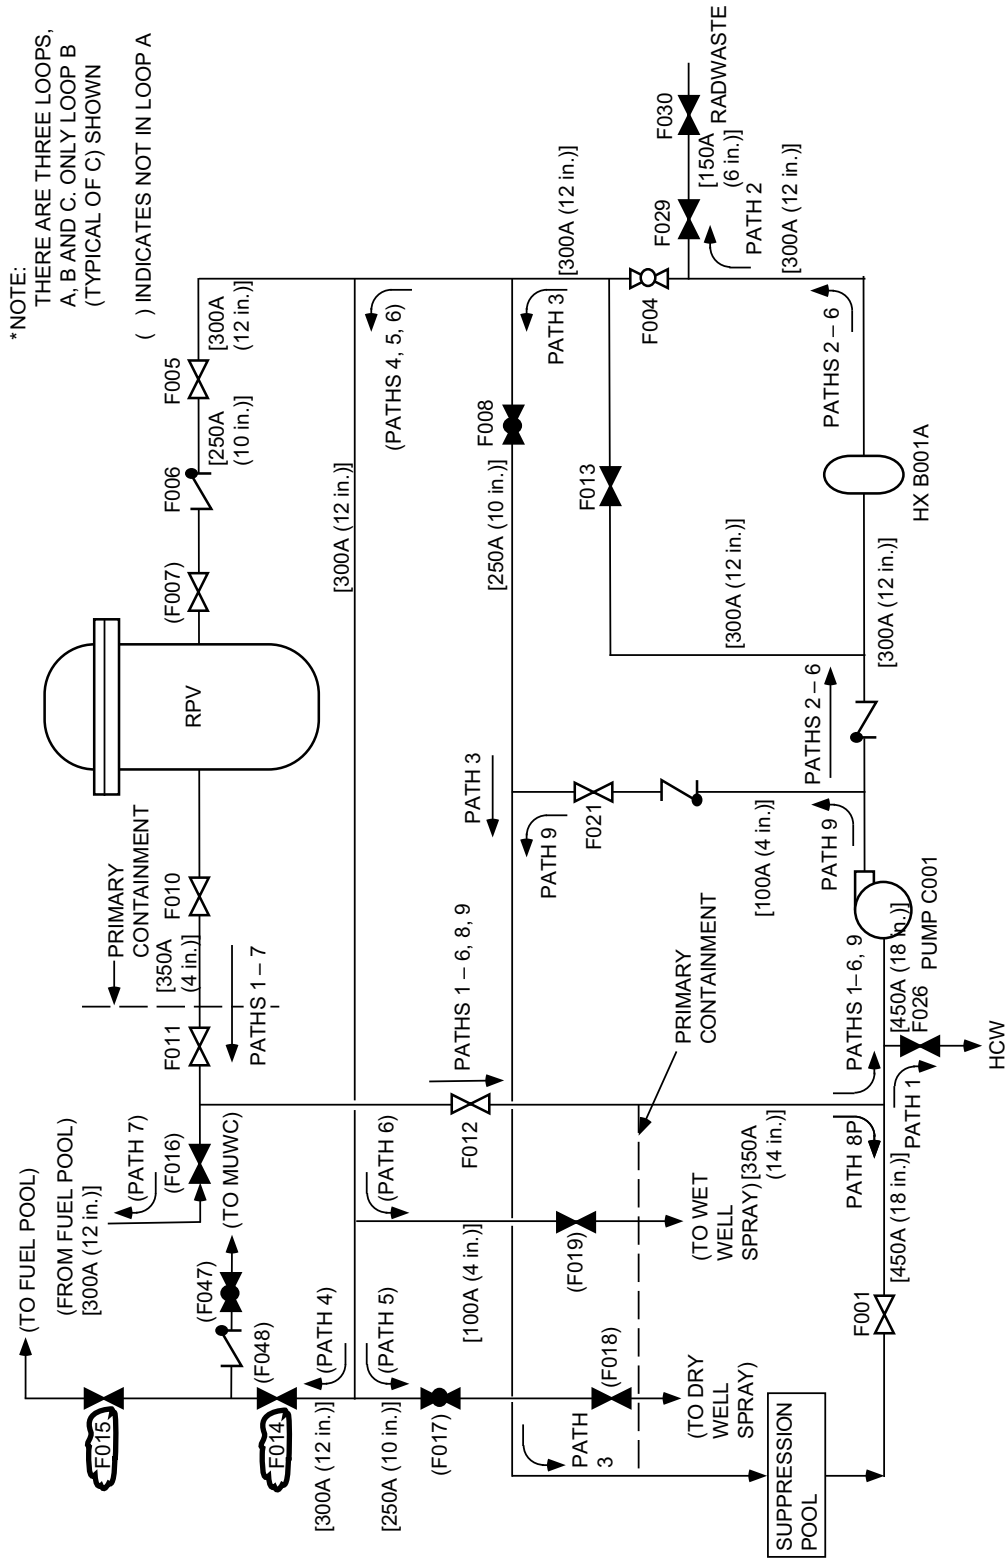 *NOTE:
THERE ARE THREE LOOPS,
A, B AND C. ONLY LOOP B
(TYPICAL OF C) SHOWN
( ) INDICATES NOT IN LOOP A
(TO FUEL POOL)
(FROM FUEL POOL)
[300A (12 in.)]
(PATH 7)
(F016)
(TO MUWC)
(F047)
(F048)
F015
F014
F011
PRIMARY
CONTAINMENT
[350A
(4 in.)]
F010
PATHS 1 – 7
RPV
(F007)
F006
[250A
(10 in.)]
F005
[300A
(12 in.)]
(PATH 4)
[300A (12 in.)]
(PATH 5)
[250A (10 in.)]
(F017)
(PATH 6)
[100A (4 in.)]
(F019)
(F018)
F012
PATHS 1 – 6, 8, 9
[300A (12 in.)]
(PATHS 4, 5, 6)
PATH 3
[250A (10 in.)]
F008
PATH 3
[300A (12 in.)]
PATH
3
PATH 9
F021
F013
F004
F029
F030
[150A
(6 in.)]
RADWASTE
PATH 2
[300A (12 in.)]
(TO DRY
WELL
SPRAY)
(TO WET
WELL
SPRAY)
[350A
(14 in.)]
PRIMARY
CONTAINMENT
[100A (4 in.)]
[300A (12 in.)]
SUPPRESSION
POOL
F001
PATH 8P
[450A (18 in.)]
PATH 1
PATHS 1– 6, 9
[450A (18 in.)]
F026
HCW
PUMP C001
PATH 9
PATHS 2 – 6
[300A (12 in.)]
HX B001A
PATHS 2 – 6